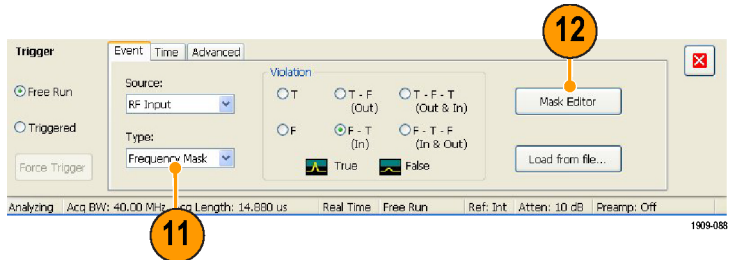 12
Trigger
Event Time Advanced
Free Run
Triggered
Force Trigger
Source:
RF Input
Type:
Frequency Mask
Violation
T
T - F
(Out)
T - F - T
(Out & In)
F
F - T
(In)
F - T - F
(In & Out)
True
False
Mask Editor
Load from file...
Analyzing Acq BW: 40.00 MHz, Acq Length: 14.880 us Real Time Free Run Ref: Int Atten: 10 dB Preamp: Off
11
1909-088